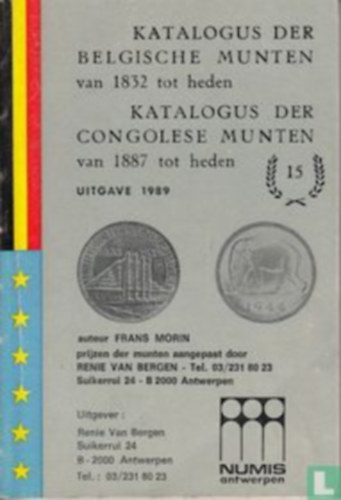 KATALOGUS DER
BELGISCHE MUNTEN
van 1832 tot heden
KATALOGUS DER
CONGOLESE MUNTEN
van 1887 tot heden
15
UITGAVE 1989
1944
auteur FRANS MORIN
prijzen der munten aangepast door
RENIE VAN BERGEN - Tel. 03/231 80 23
Suikerrui 24 - B 2000 Antwerpen
Uitgever :
Renie Van Bergen
Suikerrui 24
B - 2000 Antwerpen
Tel. : 03/231 80 23
NUMIS
antwerpen